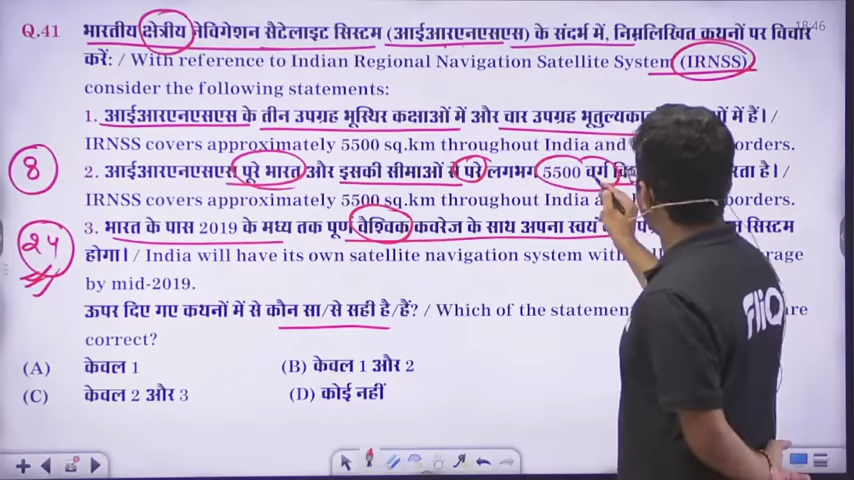 18:46
Q.41 भारतीय क्षेत्रीय नेविगेशन सैटेलाइट सिस्टम (आईआरएनएसएस) के संदर्भ में, निम्नलिखित कथनों पर विचार
करें: / With reference to Indian Regional Navigation Satellite System (IRNSS)
consider the following statements:
1. आईआरएनएसएस के तीन उपग्रह भूस्थिर कक्षाओं में और चार उपग्रह में हैं। /
IRNSS covers approximately 5500 sq.km throughout India and
8 2. आईआरएनएसएस पूरे भारत और इसकी सीमाओं से परे लगभग 5500 वर्ग है। /
IRNSS covers approximately 5500 sq.km throughout India
24 3. भारत के पास 2019 के मध्य तक पूर्ण वैश्विक कवरेज के साथ अपना स्वयं सिस्टम
होगा। / India will have its own satellite navigation system
by mid-2019.
ऊपर दिए गए कथनों में से कौन सा/से सही है/हैं? / Which of the
correct?
(A) केवल 1 (B) केवल 1 और 2
(C) केवल 2 और 3 (D) कोई नहीं
FliQ